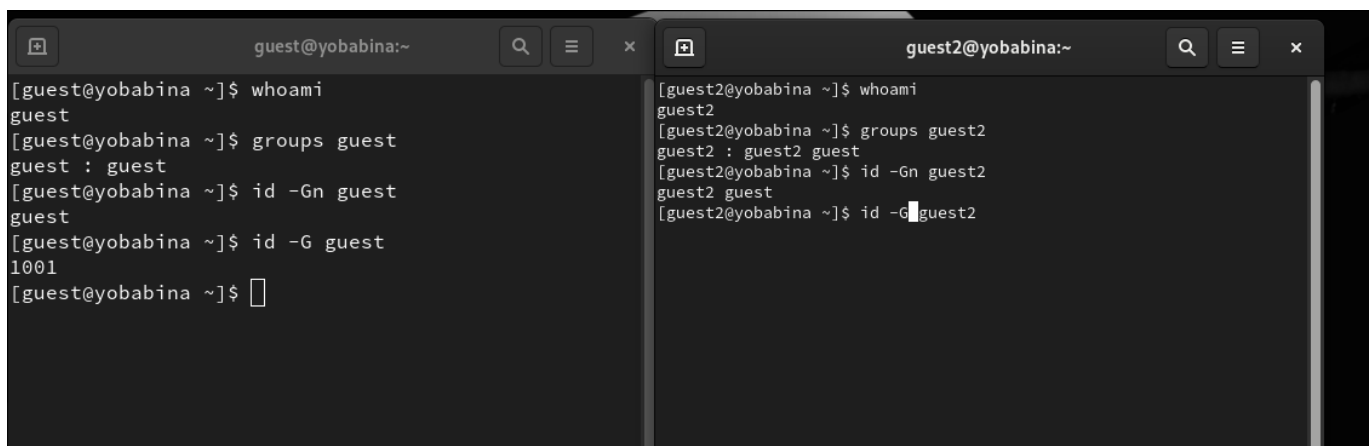 guest@yobabina:~
[guest@yobabina ~]$ whoami
guest
[guest@yobabina ~]$ groups guest
guest : guest
[guest@yobabina ~]$ id -Gn guest
guest
[guest@yobabina ~]$ id -G guest
1001
[guest@yobabina ~]$
guest2@yobabina:~
[guest2@yobabina ~]$ whoami
guest2
[guest2@yobabina ~]$ groups guest2
guest2 : guest2 guest
[guest2@yobabina ~]$ id -Gn guest2
guest2 guest
[guest2@yobabina ~]$ id -G guest2